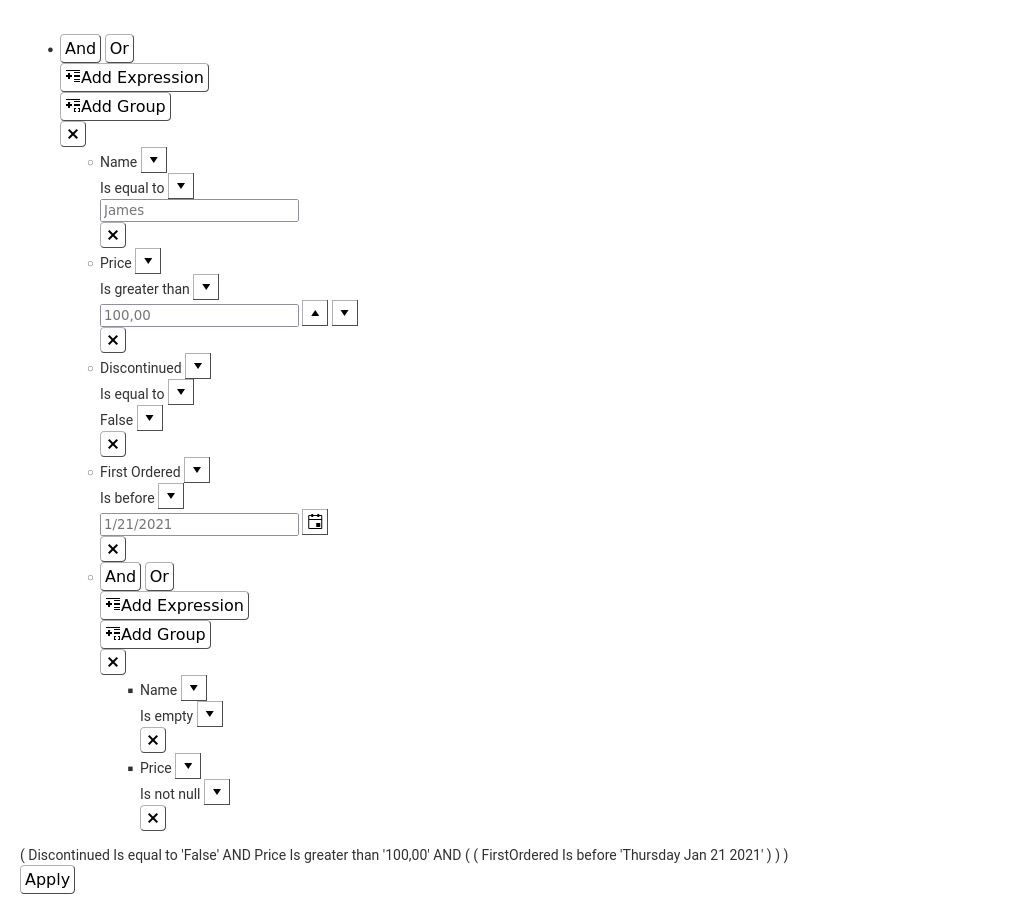 And Or
Add Expression
Add Group
Name
Is equal to
James
Price
Is greater than
100,00
Discontinued
Is equal to
False
First Ordered
Is before
1/21/2021
And Or
Add Expression
Add Group
Name
Is empty
Price
Is not null
( Discontinued Is equal to 'False' AND Price Is greater than '100,00' AND ( ( FirstOrdered Is before 'Thursday Jan 21 2021' ) ) )
Apply